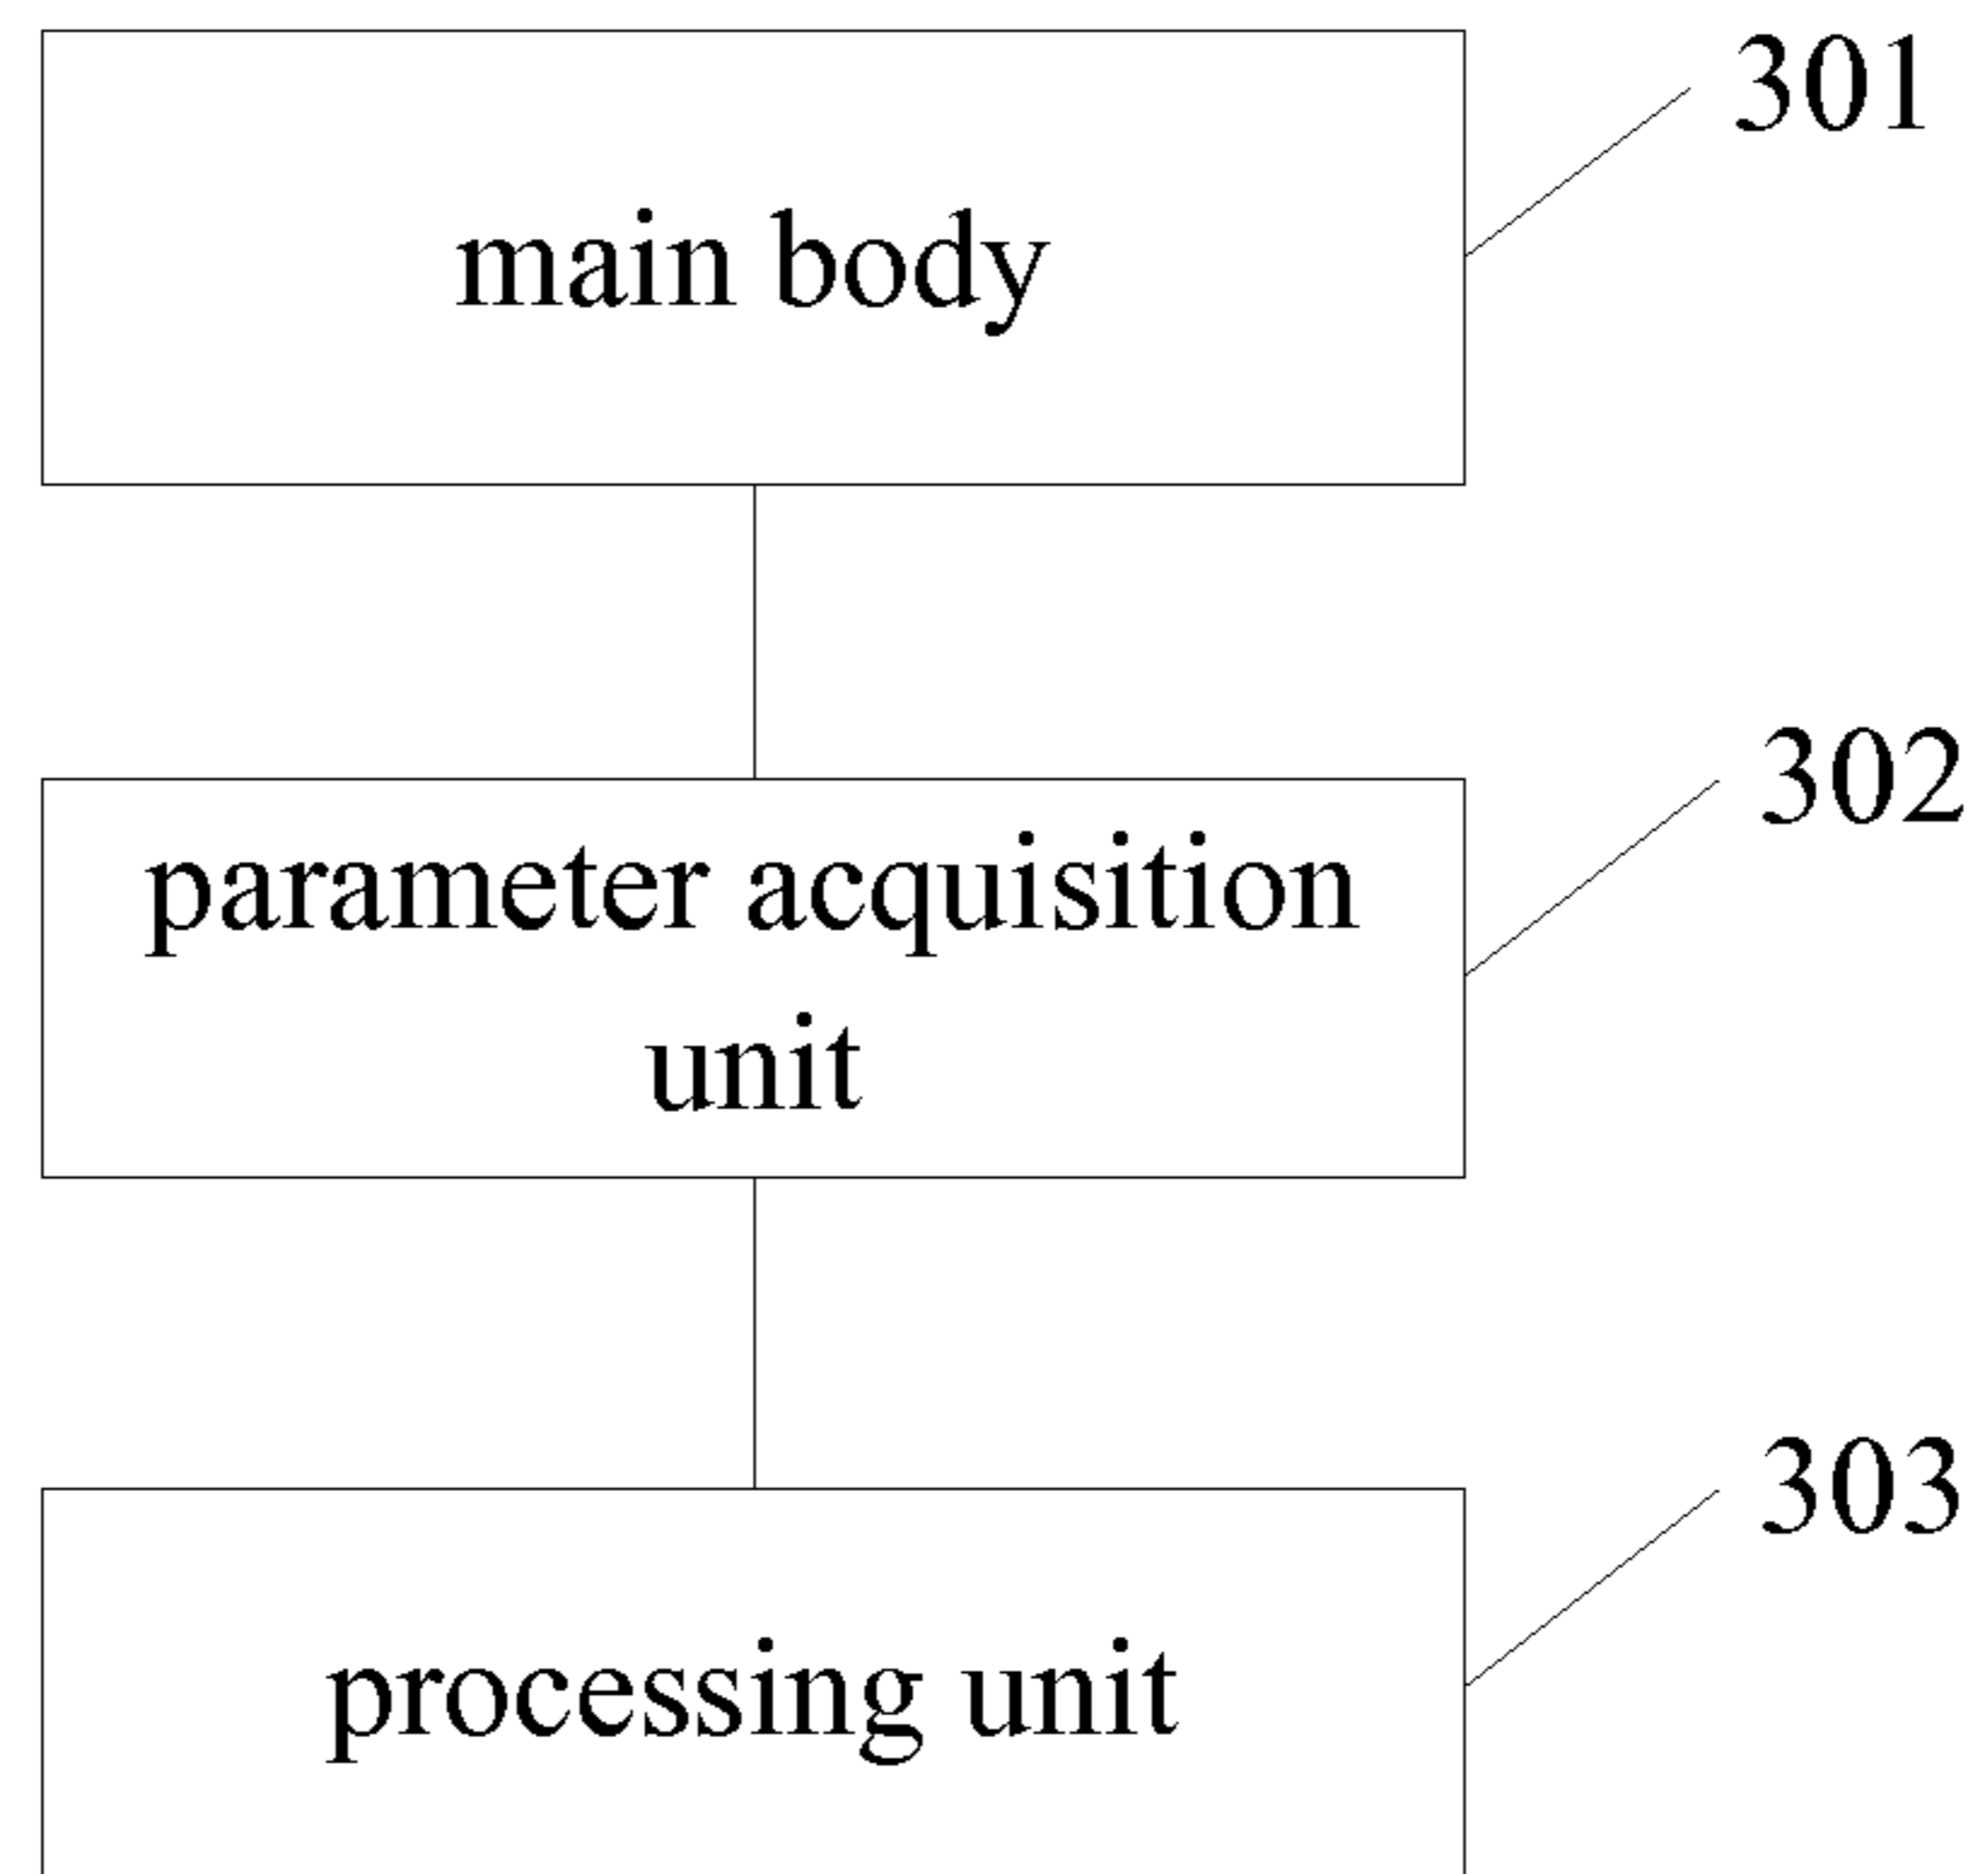 301
main body
302
parameter acquisition
unit
303
processing unit